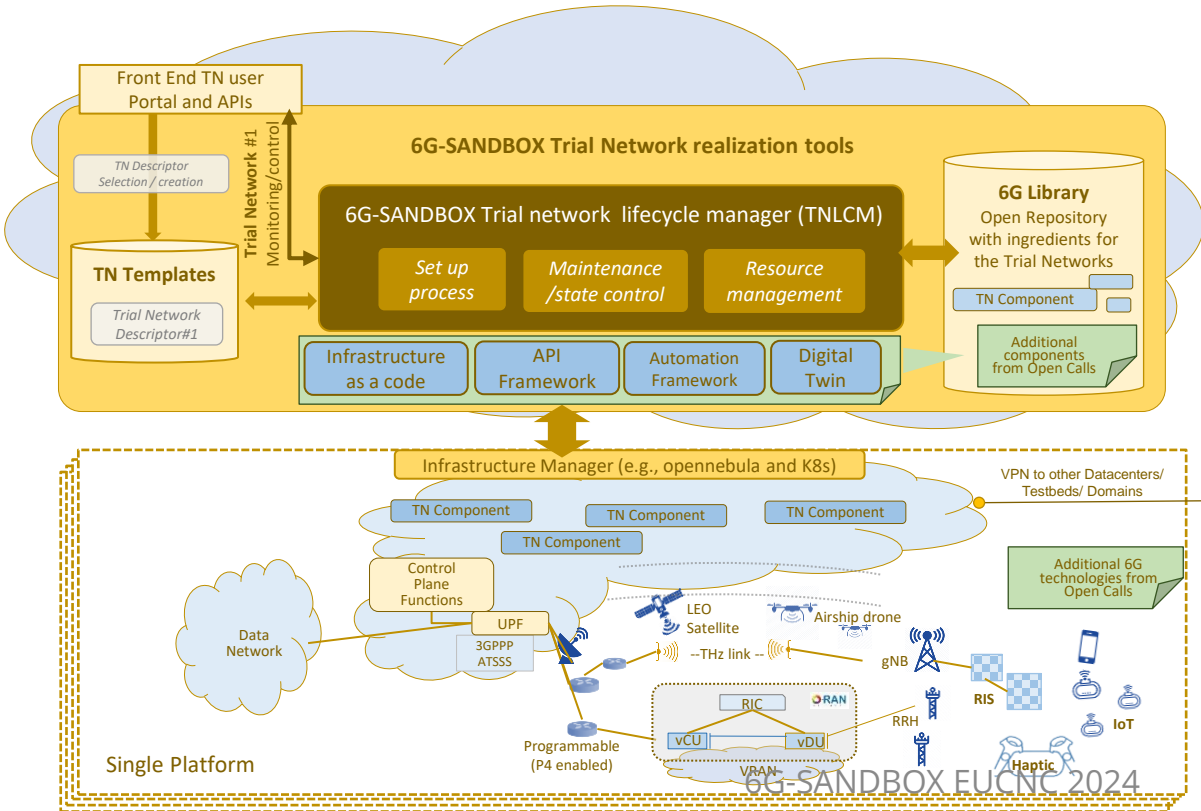 Front End TN user
Portal and APIs
TN Descriptor
Selection / creation
Trial Network #1
Monitoring/control
6G-SANDBOX Trial Network realization tools
6G-SANDBOX Trial network lifecycle manager (TNLCM)
Set up
process
Maintenance
/state control
Resource
management
TN Templates
Trial Network
Descriptor#1
Infrastructure
as a code
API
Framework
Automation
Framework
Digital
Twin
6G Library
Open Repository
with ingredients for
the Trial Networks
TN Component
Additional
components
from Open Calls
Infrastructure Manager (e.g., opennebula and K8s)
VPN to other Datacenters/
Testbeds/ Domains
TN Component
TN Component
TN Component
TN Component
Additional 6G
technologies from
Open Calls
Control
Plane
Functions
UPF
3GPPP
ATSSS
Data
Network
LEO
Satellite
Airship drone
--THz link --
gNB
RIS
IoT
RIC
O-RAN
vCU
vDU
VRAN
RRH
Programmable
(P4 enabled)
Haptic
Single Platform
6G-SANDBOX EUCNC 2024